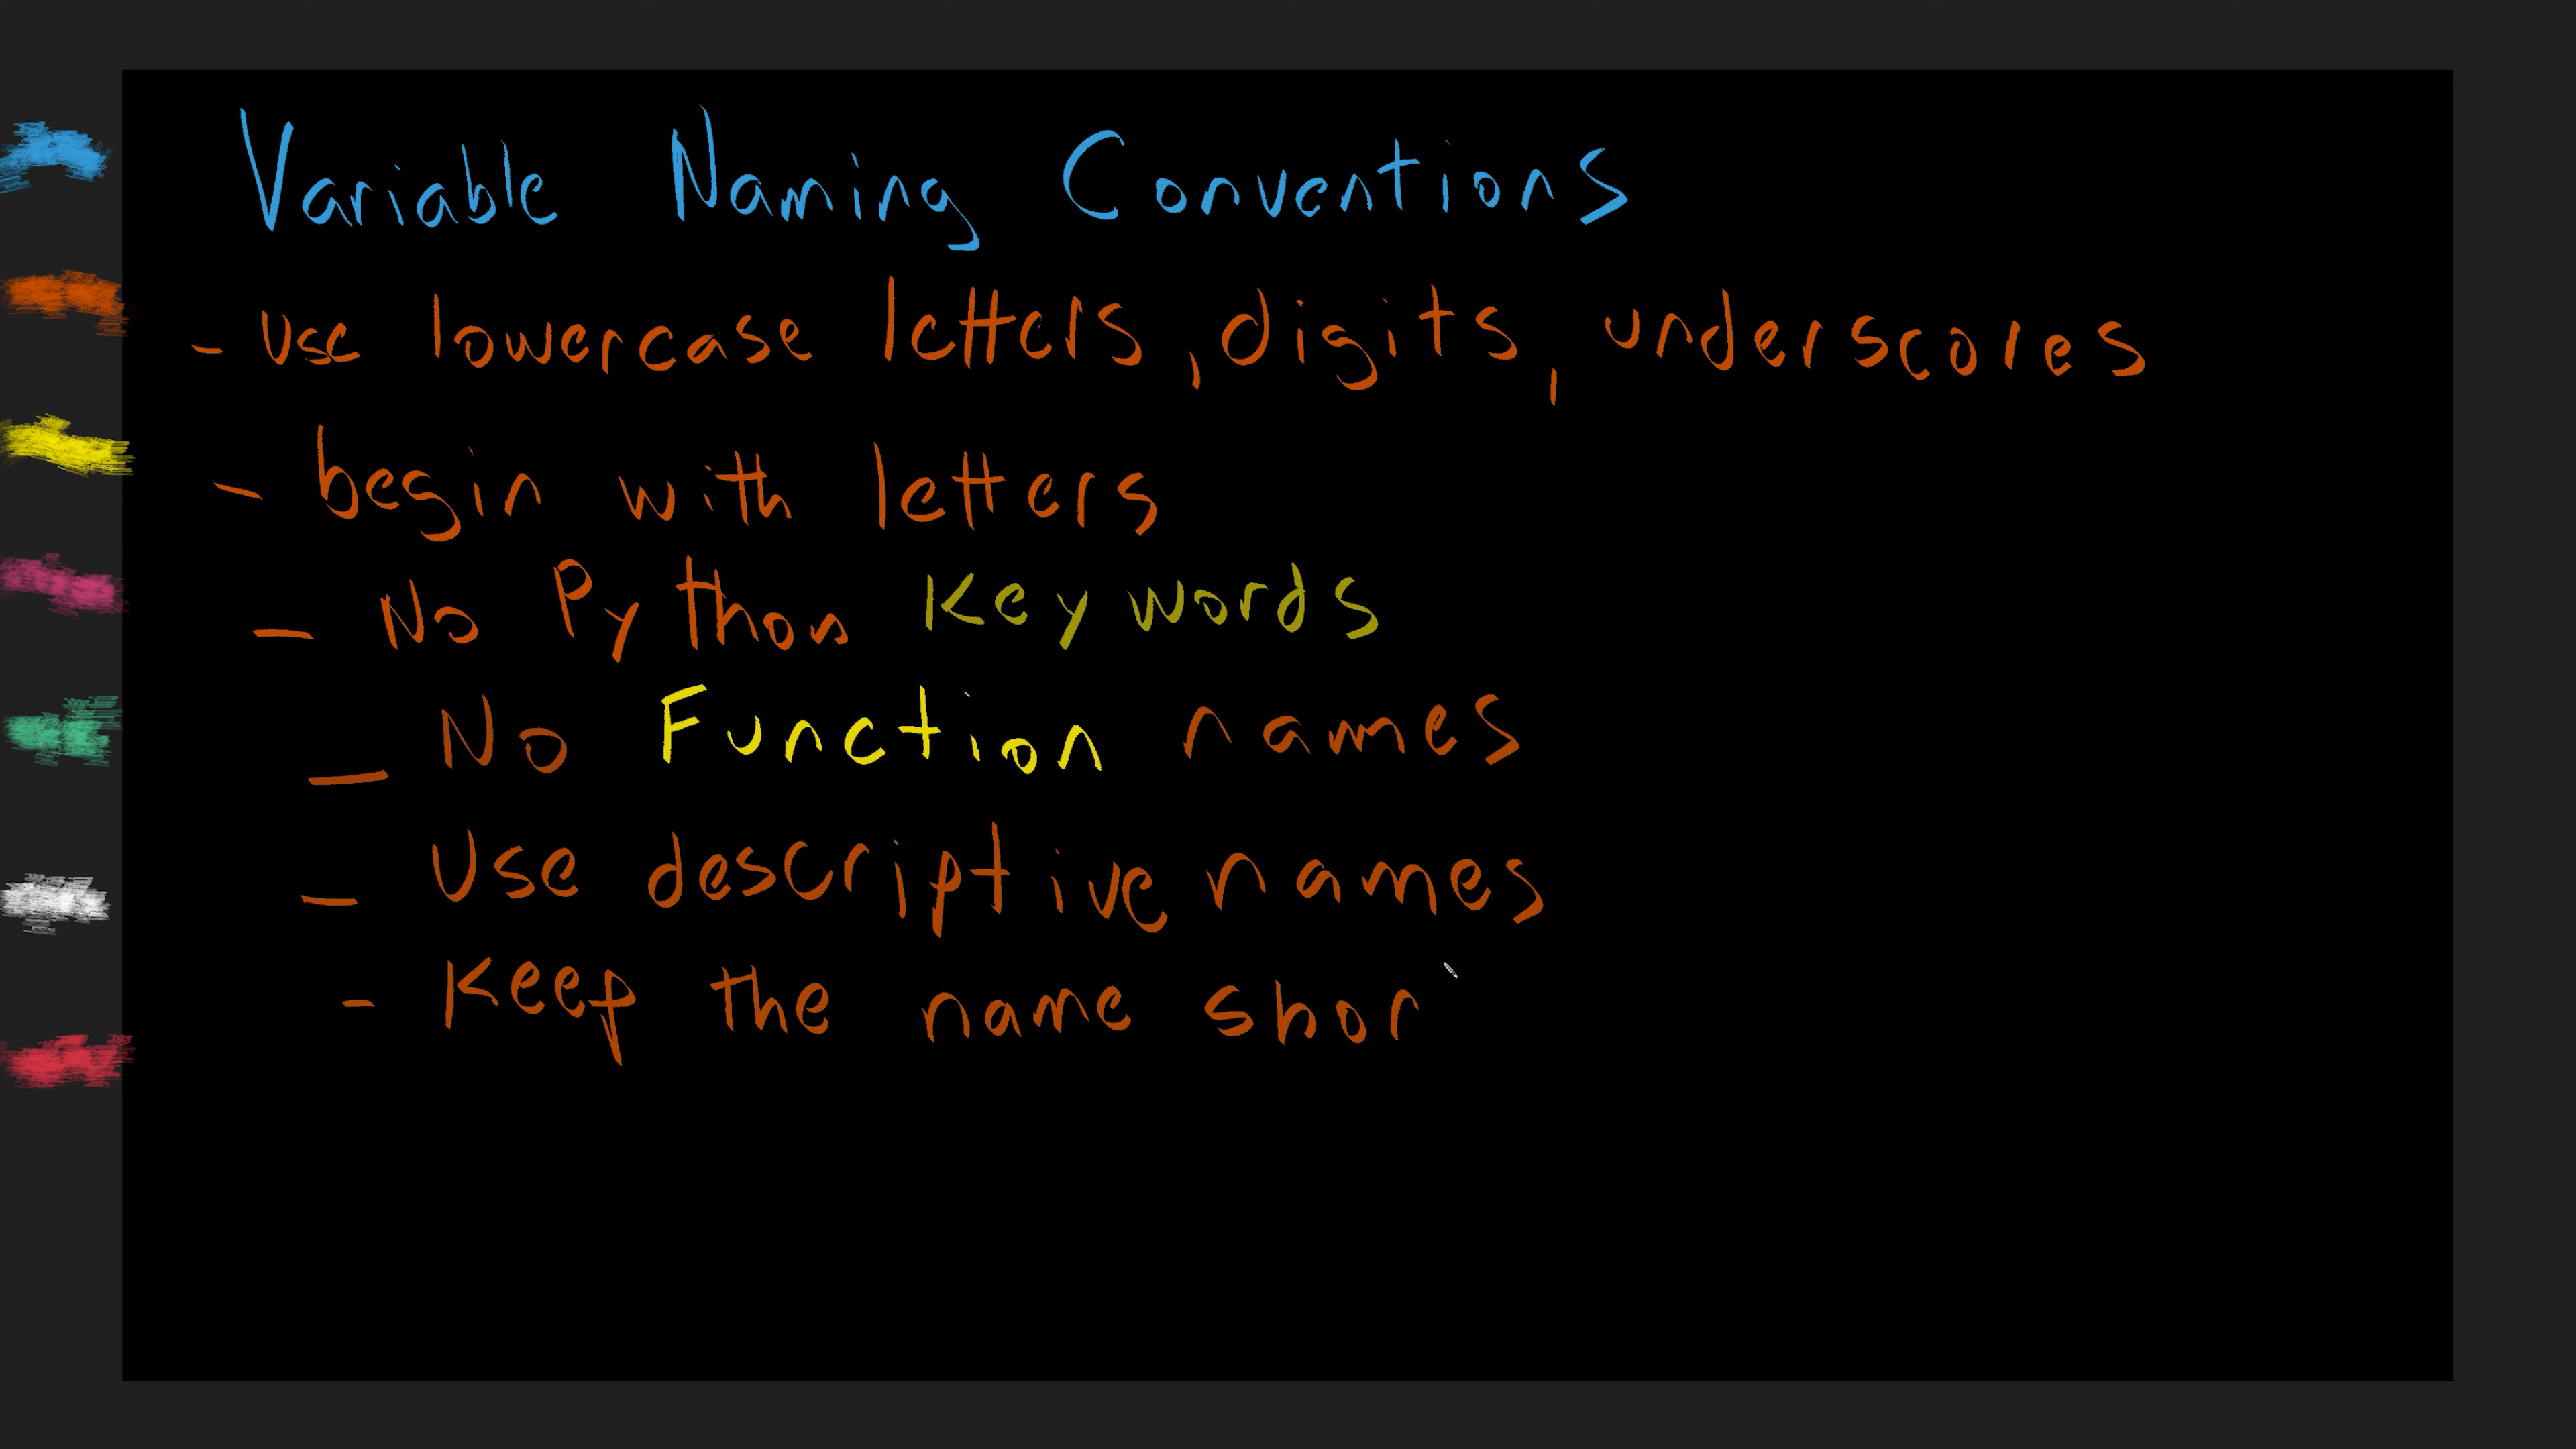 Variable Naming Conventions
- Use lowercase letters, digits, underscores
- begin with letters
- No Python Keywords
- No Function names
- Use descriptive names
- Keep the name shor